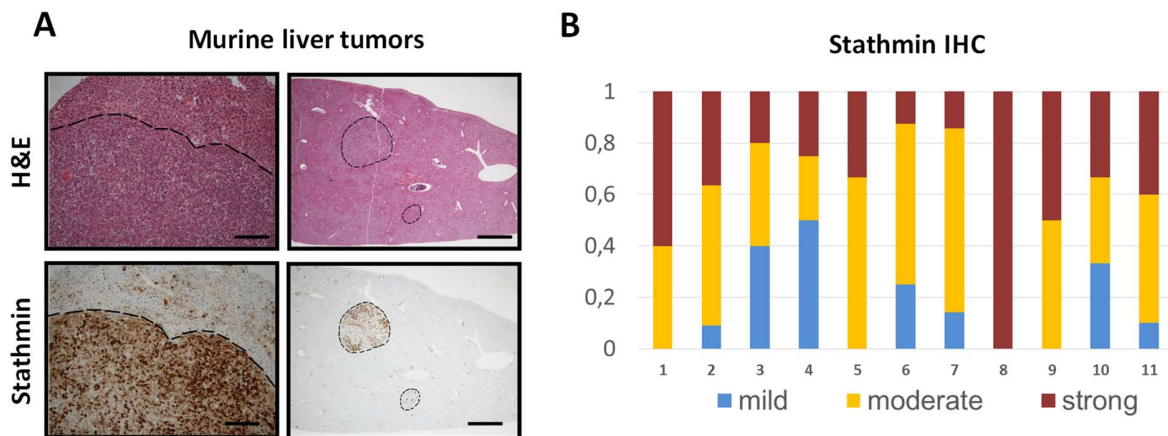 A
Murine liver tumors
H&E
Stathmin
B
Stathmin IHC
1
0,8
0,6
0,4
0,2
0
1 2 3 4 5 6 7 8 9 10 11
mild moderate strong